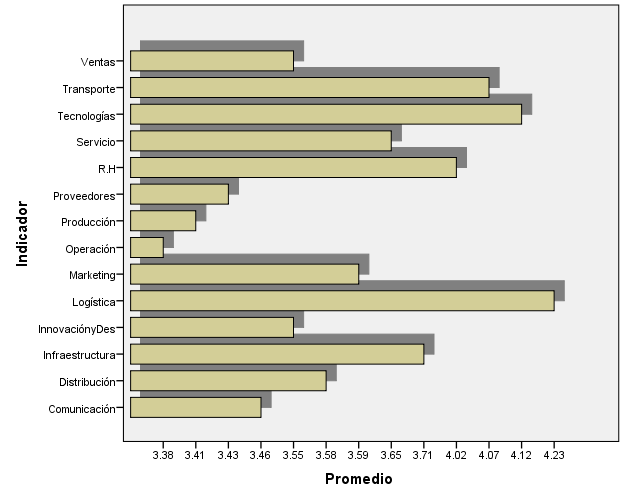 Ventas
Transporte
Tecnologías
Servicio
R.H
Proveedores
Producción
Operación
Marketing
Logística
InnovaciónyDes
Infraestructura
Distribución
Comunicación
Indicador
3.38 3.41 3.43 3.46 3.55 3.58 3.59 3.65 3.71 4.02 4.07 4.12 4.23
Promedio